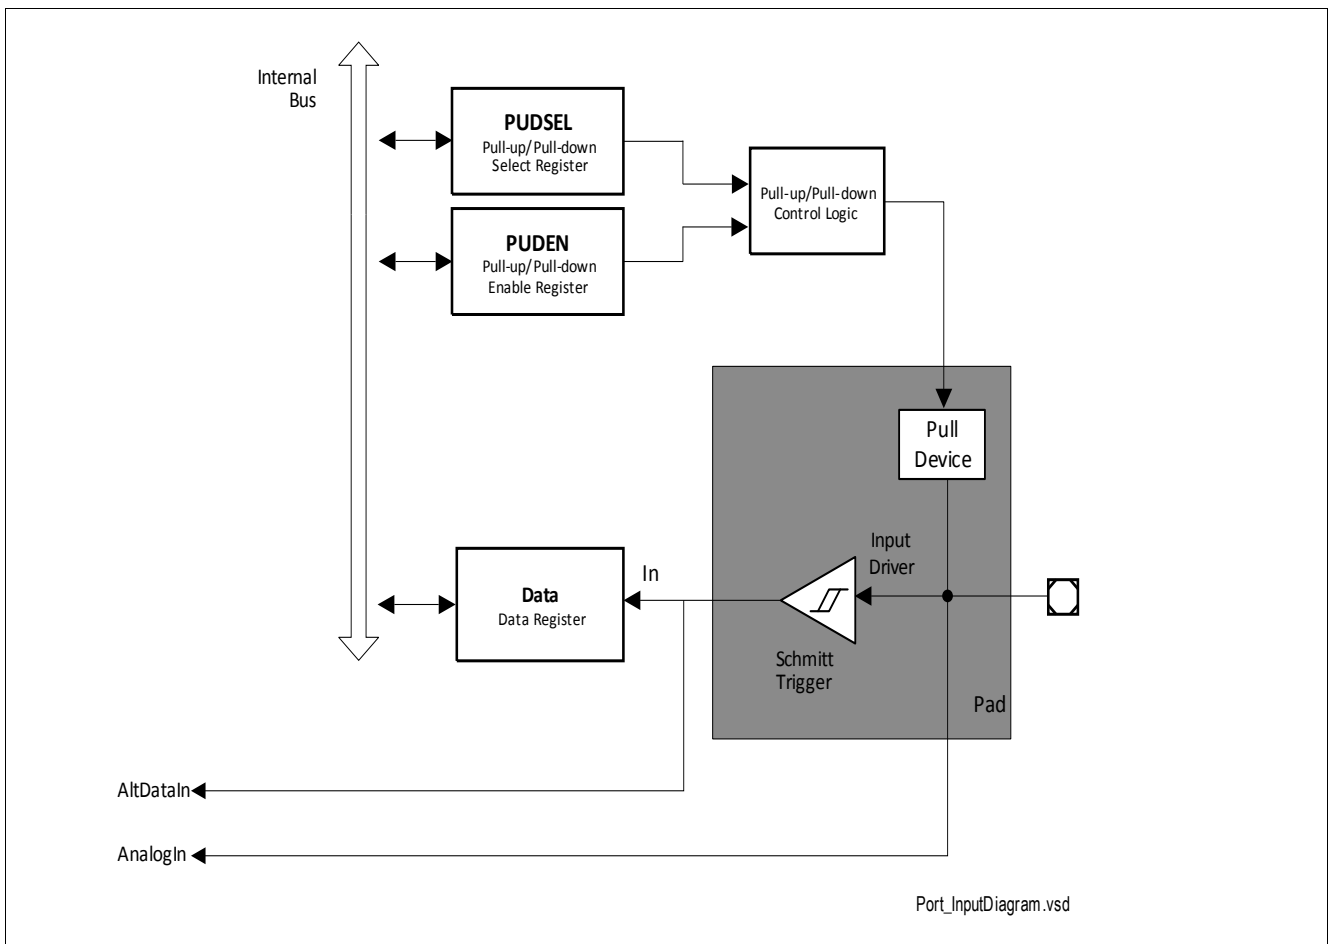 Internal
Bus
PUDSEL
Pull-up/Pull-down
Select Register
PUDEN
Pull-up/Pull-down
Enable Register
Pull-up/Pull-down
Control Logic
Pull
Device
Input
Driver
In
Data
Data Register
Schmitt
Trigger
Pad
AltDataIn
AnalogIn
Port_InputDiagram.vsd